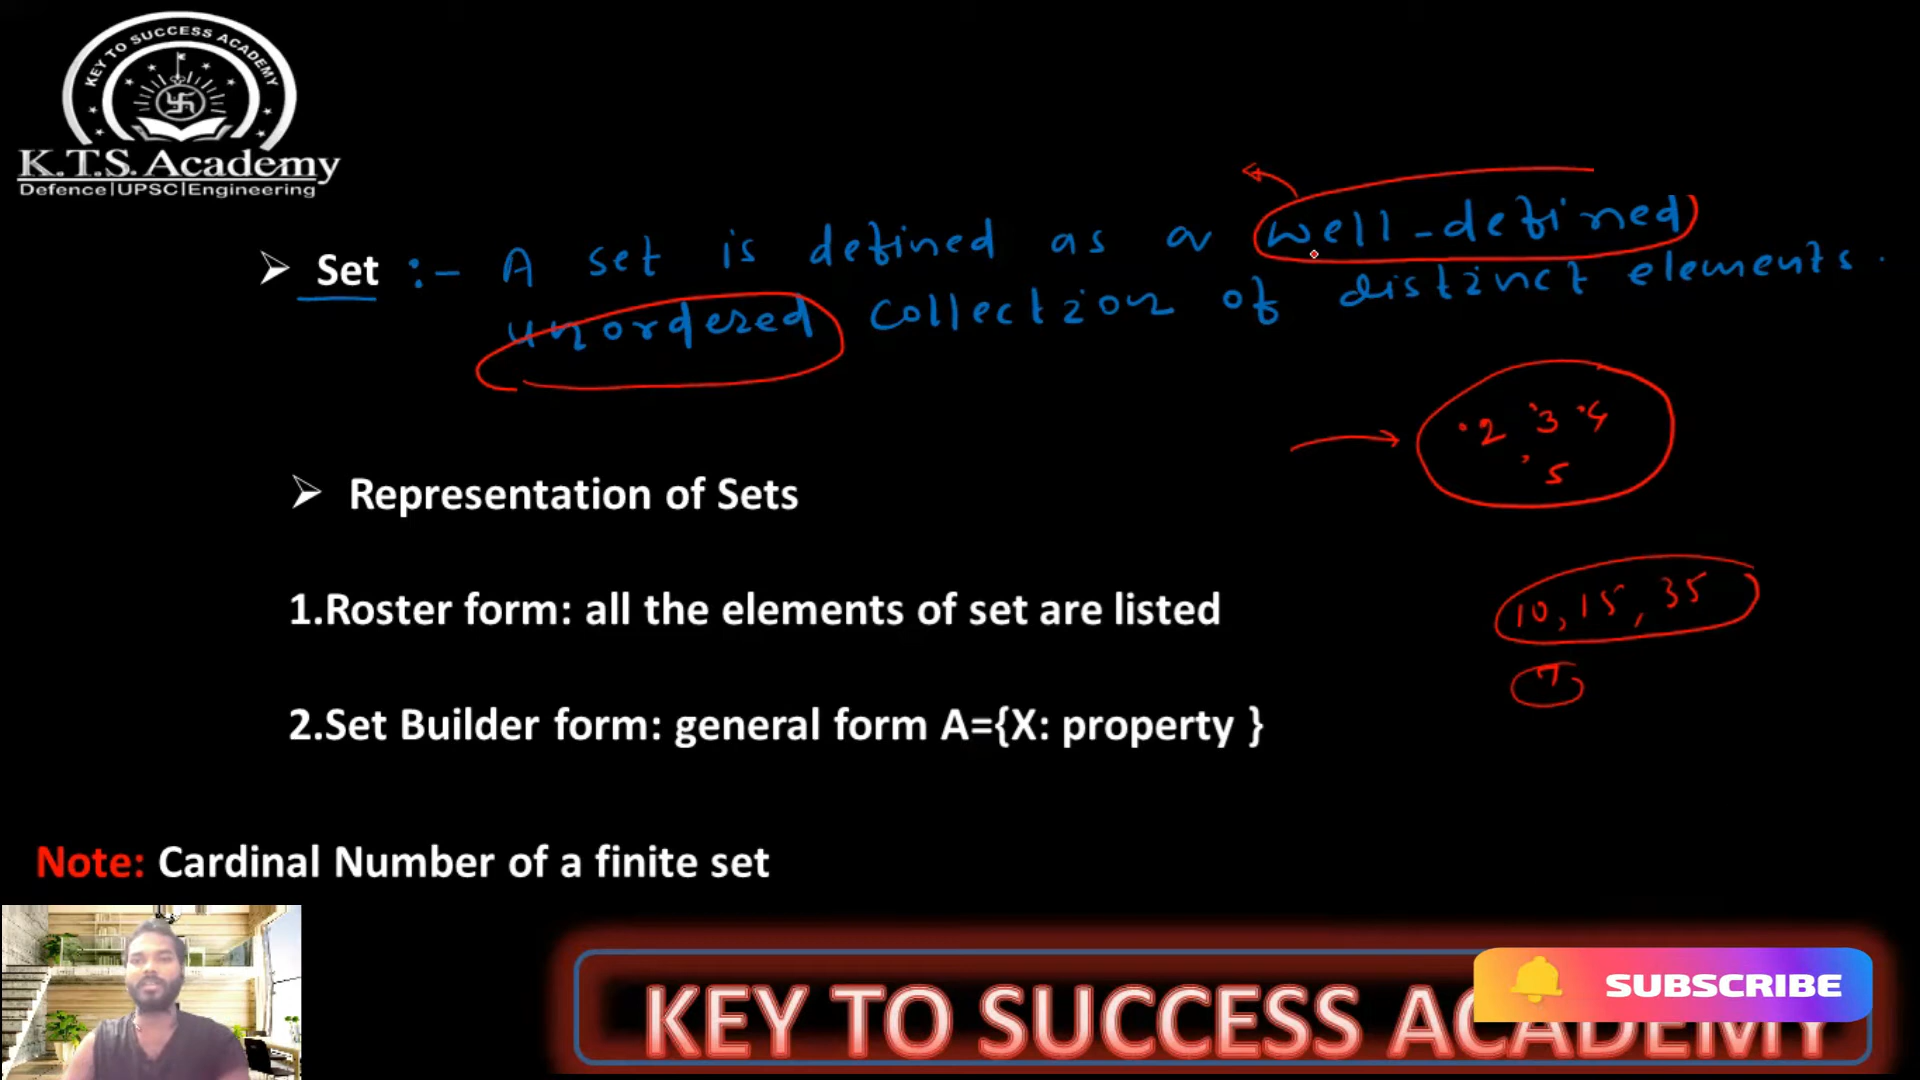 KEY TO SUCCESS ACADEMY
K.T.S. Academy
Defence|UPSC|Engineering
Set :- A set is defined as a well-defined
unordered collection of distinct elements.
2 3 4
5
Representation of Sets
1.Roster form: all the elements of set are listed
10, 15, 35
7
2.Set Builder form: general form A={X: property }
Note: Cardinal Number of a finite set
KEY TO SUCCESS ACADEMY
SUBSCRIBE